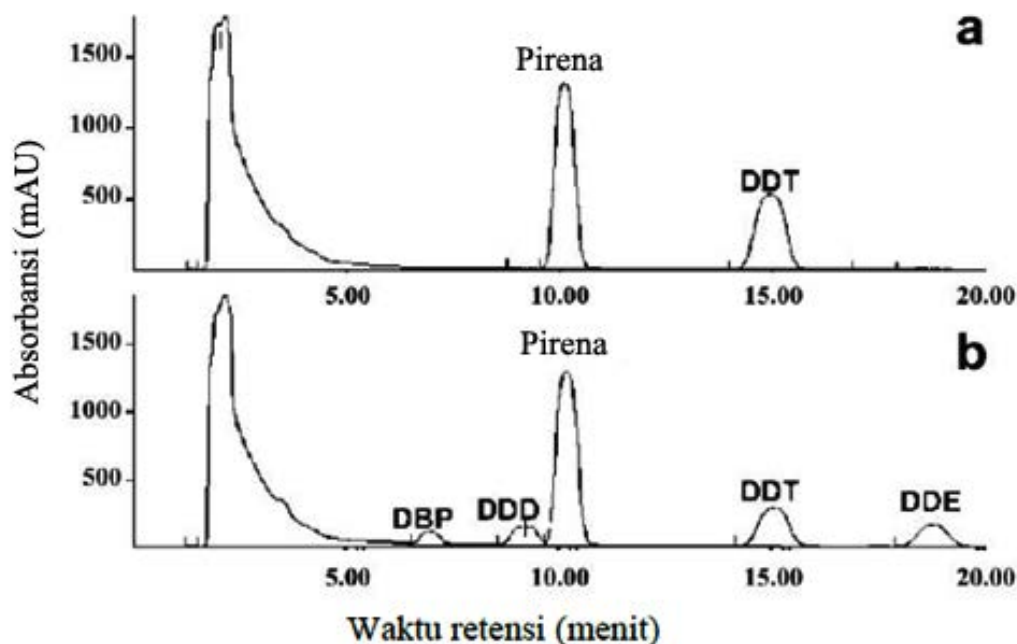 a
1500
Pirena
1000
DDT
500
5.00 10.00 15.00 20.00
Absorbansi (mAU)
b
1500
Pirena
1000
500
DBP DDD DDT DDE
5.00 10.00 15.00 20.00
Waktu retensi (menit)